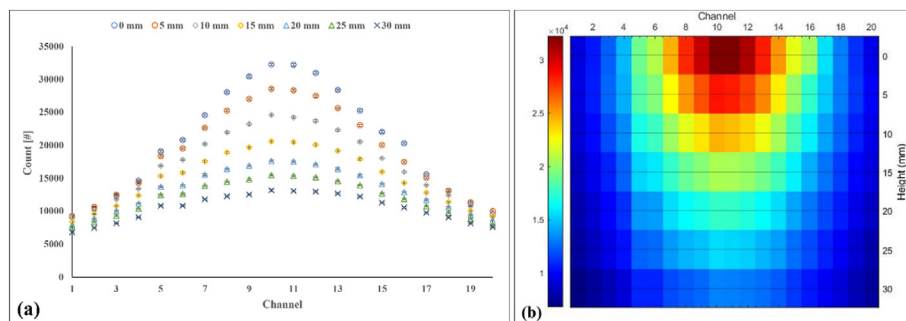 0 mm 5 mm 10 mm 15 mm 20 mm 25 mm 30 mm
35000
30000
25000
20000
15000
10000
5000
0
Count [#]
1 3 5 7 9 11 13 15 17 19
Channel
(a)
Channel
2 4 6 8 10 12 14 16 18 20
×10⁴
3
2.5
2
1.5
1
0
5
10
15
20
25
30
Height (mm)
(b)